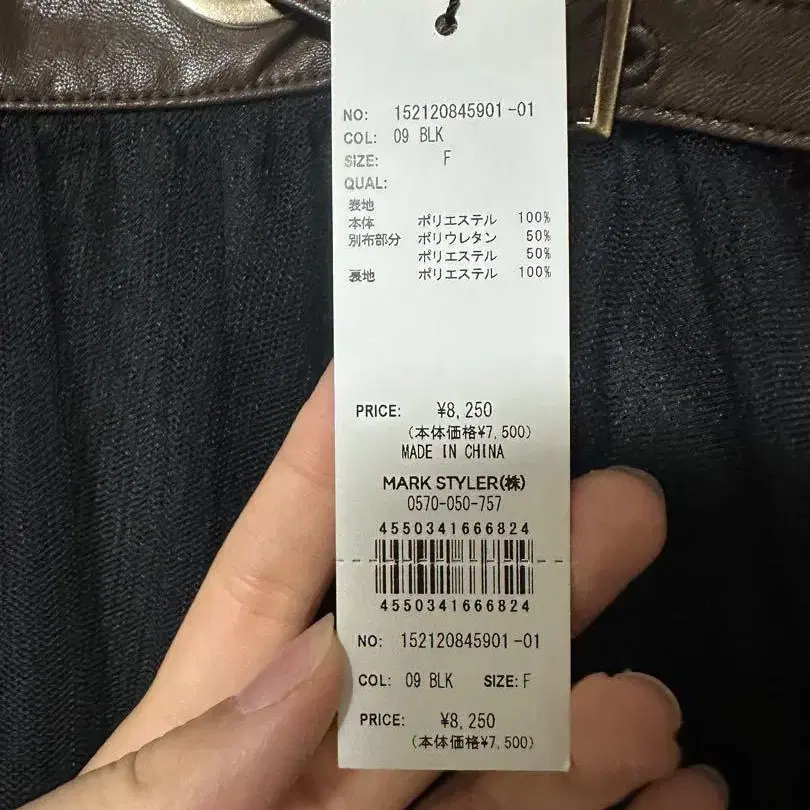 NO: 152120845901-01
COL: 09 BLK
SIZE: F
QUAL:
表地
本体 ポリエステル 100%
別布部分 ポリウレタン 50%
ポリエステル 50%
裏地 ポリエステル 100%
PRICE: ¥8,250
(本体価格¥7,500)
MADE IN CHINA
MARK STYLER(株)
0570-050-757
4550341666824
4550341666824
NO: 152120845901-01
COL: 09 BLK SIZE: F
PRICE: ¥8,250
(本体価格¥7,500)